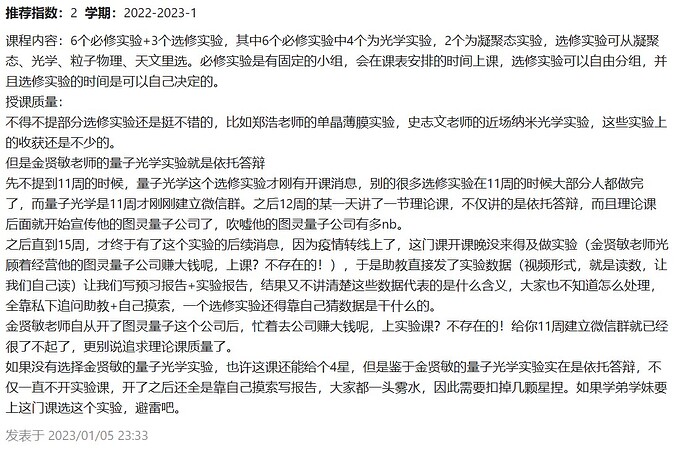 推荐指数：2 学期：2022-2023-1
课程内容：6个必修实验+3个选修实验，其中6个必修实验中4个为光学实验，2个为凝聚态实验，选修实验可从凝聚
态、光学、粒子物理、天文里选。必修实验是有固定的小组，会在课表安排的时间上课，选修实验可以自由分组，并
且选修实验的时间是可以自己决定的。
授课质量：
不得不提部分选修实验还是挺不错的，比如郑浩老师的单晶薄膜实验，史志文老师的近场纳米光学实验，这些实验上
的收获还是不少的。
但是金贤敏老师的量子光学实验就是依托答辩
先不提到11周的时候，量子光学这个选修实验才刚有开课消息，别的很多选修实验在11周的时候大部分人都做完
了，而量子光学是11周才刚刚建立微信群。之后12周的某一天讲了一节理论课，不仅讲的是依托答辩，而且理论课
后面就开始宣传他的图灵量子公司了，吹嘘他的图灵量子公司有多nb。
之后直到15周，才终于有了这个实验的后续消息，因为疫情转线上了，这门课开课晚没来得及做实验（金贤敏老师光
顾着经营他的图灵量子公司赚大钱呢，上课？不存在的！），于是助教直接发了实验数据（视频形式，就是读数，让
我们自己读）让我们写预习报告+实验报告，结果又不讲清楚这些数据代表的是什么含义，大家也不知道怎么处理，
全靠私下追问助教+自己摸索，一个选修实验还得靠自己猜数据是干什么的。
金贤敏老师自从开了图灵量子这个公司后，忙着去公司赚大钱呢，上实验课？不存在的！给你11周建立微信群就已经
很了不起了，更别说追求理论课质量了。
如果没有选择金贤敏的量子光学实验，也许这课还能给个4星，但是鉴于金贤敏的量子光学实验实在是依托答辩，不
仅一直不开实验课，开了之后还全是靠自己摸索写报告，大家都一头雾水，因此需要扣掉几颗星捏。如果学弟学妹要
上这门课选这个实验，避雷吧。
发表于 2023/01/05 23:33